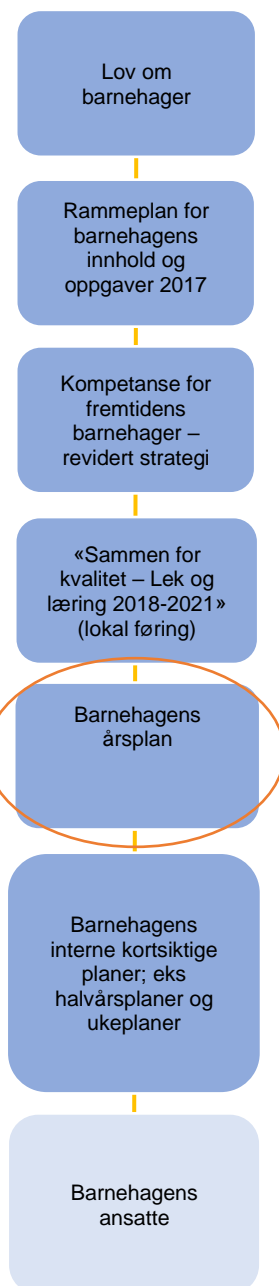 Lov om
barnehager
Rammeplan for
barnehagens
innhold og
oppgaver 2017
Kompetanse for
fremtidens
barnehager –
revidert strategi
«Sammen for
kvalitet – Lek og
læring 2018-2021»
(lokal føring)
Barnehagens
årsplan
Barnehagens
interne kortsiktige
planer; eks
halvårsplaner og
ukeplaner
Barnehagens
ansatte